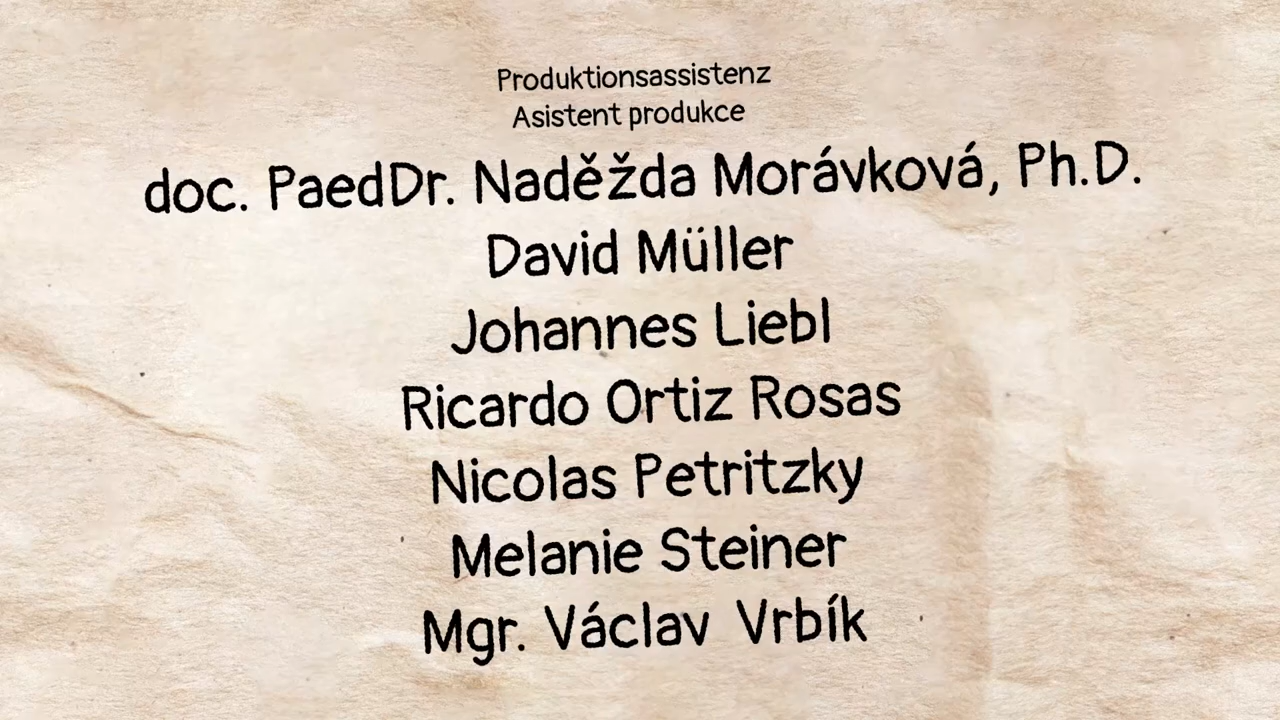 Produktionsassistenz
Asistent produkce
doc. PaedDr. Naděžda Morávková, Ph.D.
David Müller
Johannes Liebl
Ricardo Ortiz Rosas
Nicolas Petritzky
Melanie Steiner
Mgr. Václav Vrbík